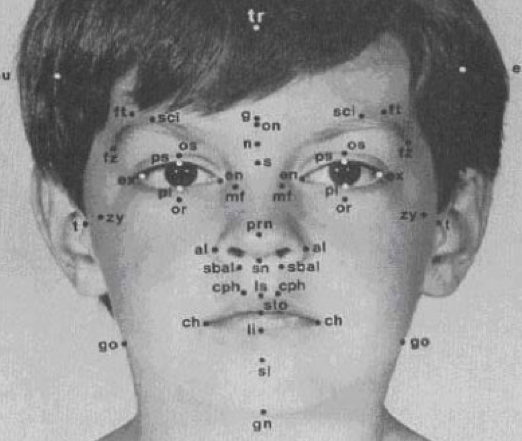 tr
u e
ft sci g sci ft
on
fz os n os fz
ps s ps
ex en en ex
pi mf mf pi
or or
t zy zy t
prn
al al
sbal sn sbal
cph ls cph
sto
ch ch
li
go go
sl
gn